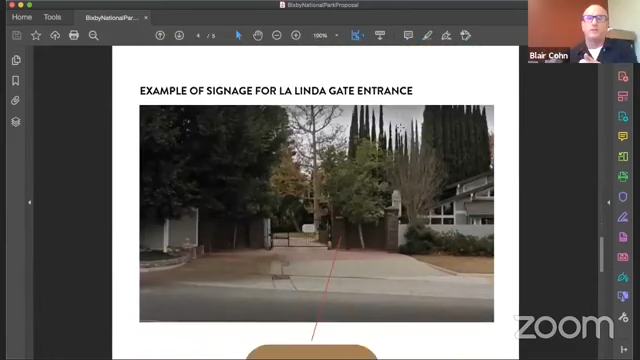 BixbyNationalParkProposal
Home
Tools
BixbyNationalPar...
×
4 / 5
100%
Blair Cohn
EXAMPLE OF SIGNAGE FOR LA LINDA GATE ENTRANCE
zoom